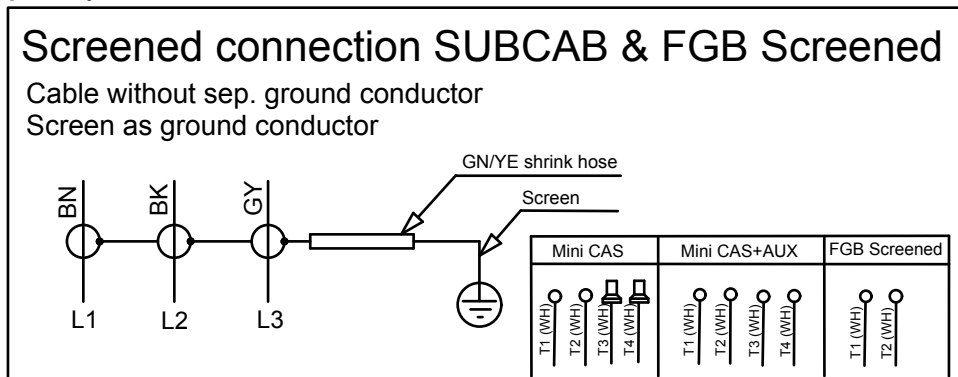 Screened connection SUBCAB & FGB Screened
Cable without sep. ground conductor
Screen as ground conductor
GN/YE shrink hose
Screen
BN BK GY
L1 L2 L3
Mini CAS Mini CAS+AUX FGB Screened
T1 (WH) T2 (WH) T3 (WH) T4 (WH) T1 (WH) T2 (WH) T3 (WH) T4 (WH) T1 (WH) T2 (WH)